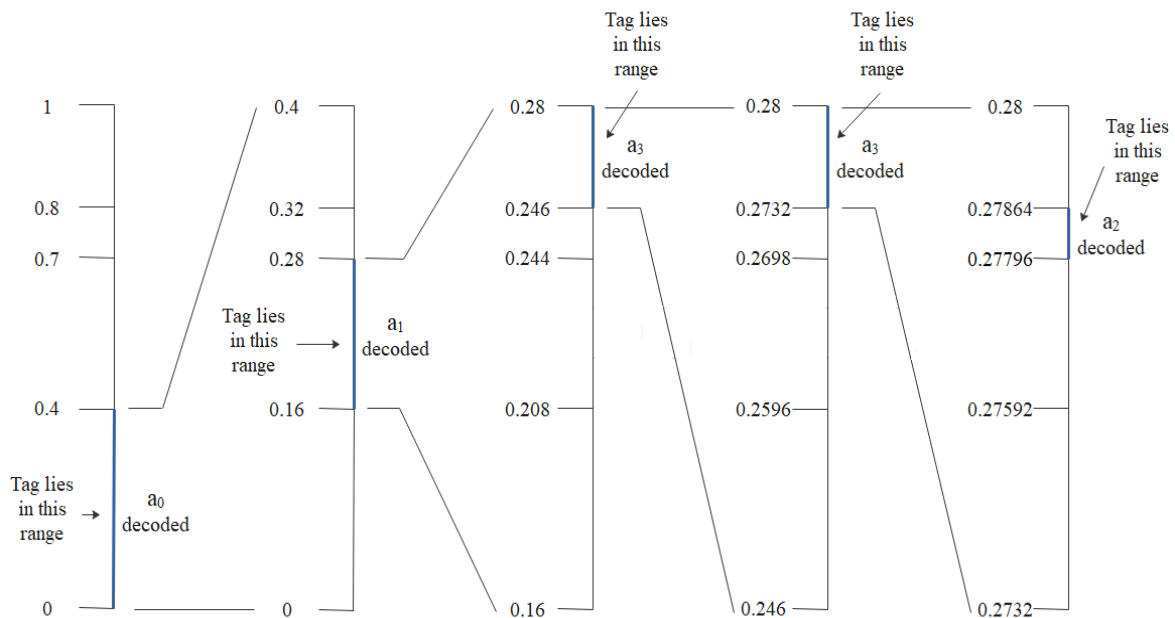 Tag lies
in this
range
Tag lies
in this
range
1
0.4
0.28
0.28
0.28
Tag lies
in this
range
a3
decoded
a3
decoded
0.8
0.32
0.246
0.2732
0.27864
a2
decoded
0.7
0.28
0.244
0.2698
0.27796
Tag lies
in this
range
a1
decoded
0.4
0.16
0.208
0.2596
0.27592
Tag lies
in this
range
a0
decoded
0
0
0.16
0.246
0.2732